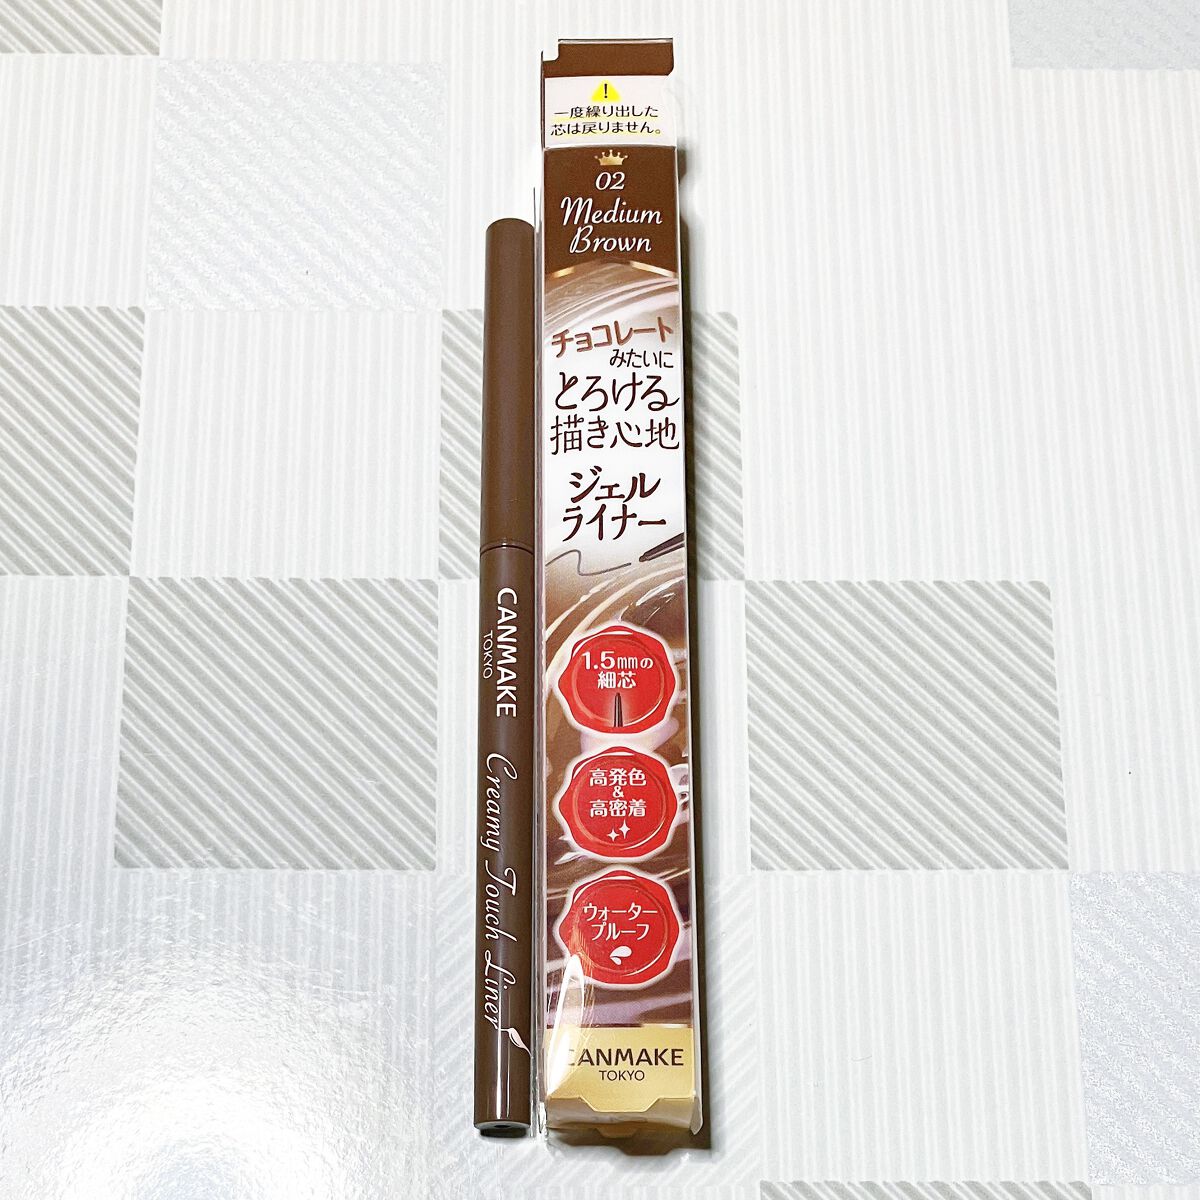 !
一度繰り出した
芯は戻りません。
02
Medium
Brown
チョコレート
みたいに
とろける
描き心地
ジェル
ライナー
1.5mmの
細芯
高発色
&
高密着
ウォーター
プルーフ
CANMAKE
TOKYO
CANMAKE
TOKYO
Creamy Touch Liner